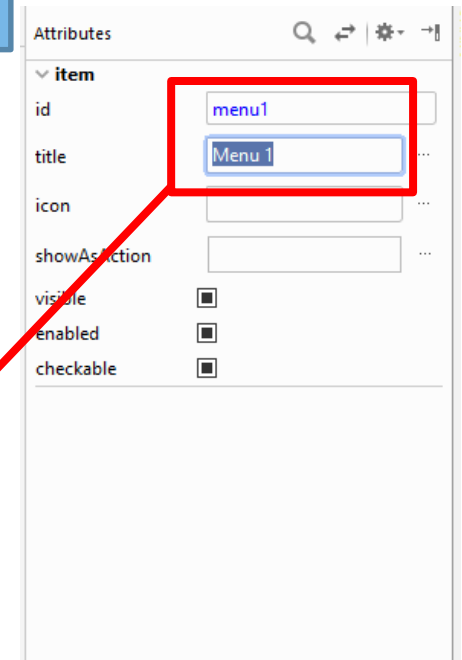 Attributes
item
id menu1
title Menu 1 ...
icon ...
showAsAction ...
visible
enabled
checkable